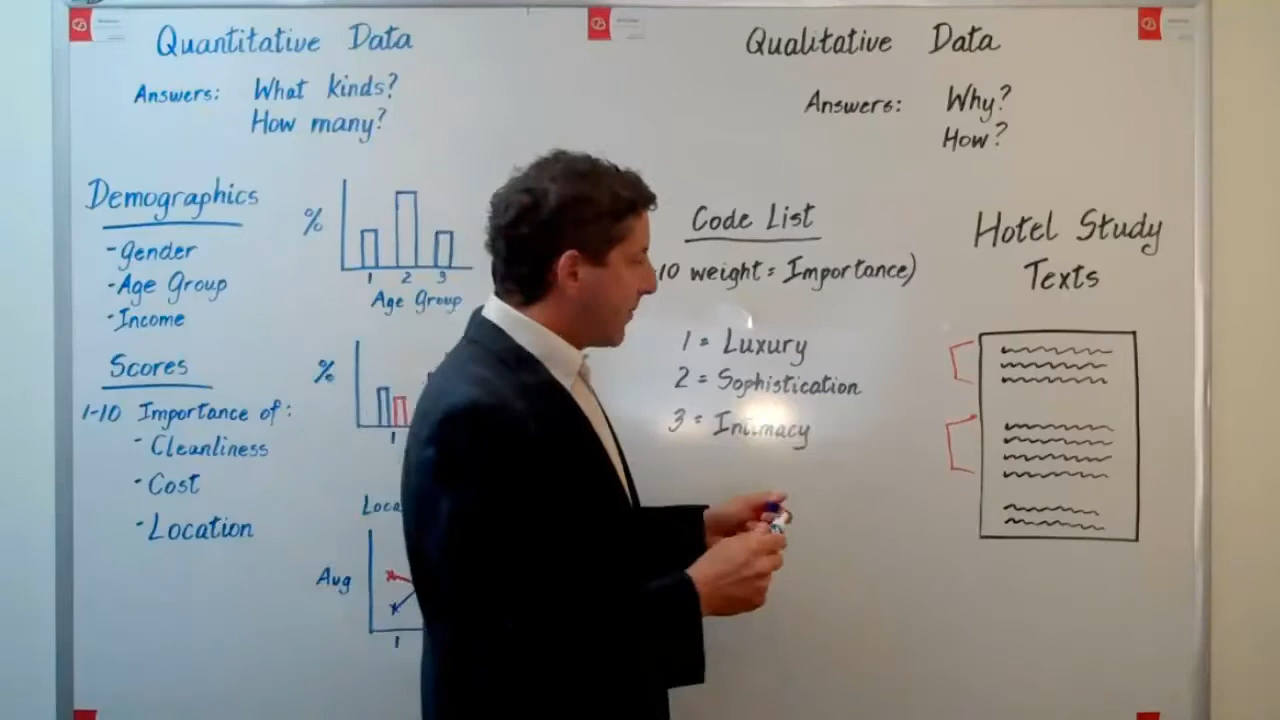 Quantitative Data
Answers: What kinds?
How many?
Demographics
- Gender
- Age Group
- Income
Scores
1-10 Importance of:
- Cleanliness
- Cost
- Location
%
1 2 3
Age Group
%
1
Avg
1
Qualitative Data
Answers: Why?
How?
Code List
10 weight = Importance)
1 = Luxury
2 = Sophistication
3 = Intimacy
Hotel Study
Texts